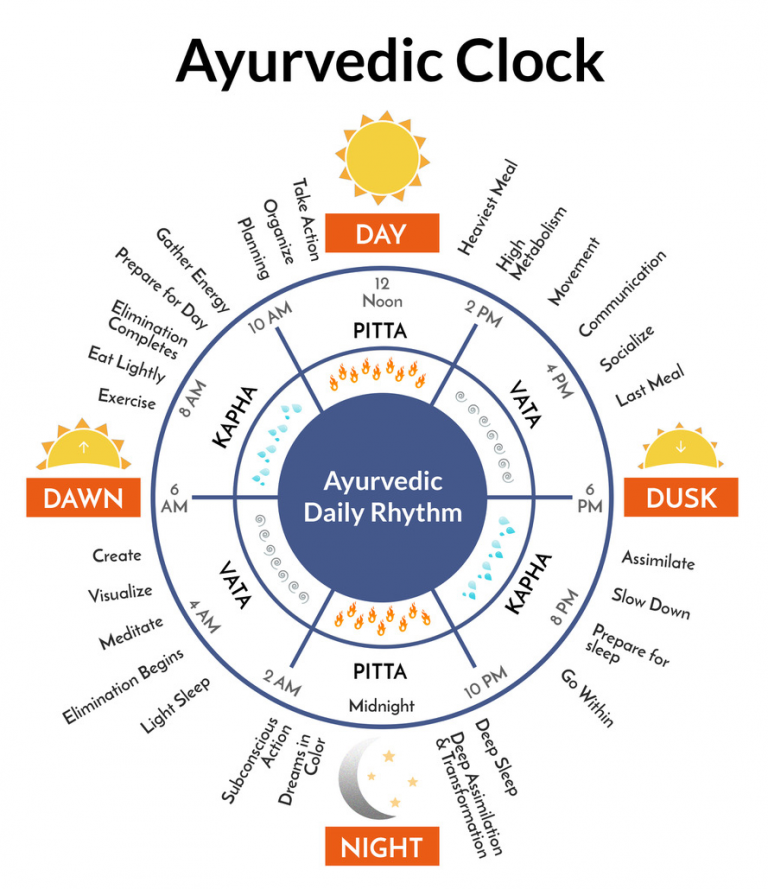 Ayurvedic Clock
DAY
Take Action
Organize
Planning
Gather Energy
Prepare for Day
Elimination
Completes
Eat Lightly
Exercise
Heaviest Meal
High
Metabolism
Movement
Communication
Socialize
Last Meal
12
Noon
PITTA
10 AM
2 PM
8 AM
4 PM
KAPHA
VATA
DAWN
6
AM
Ayurvedic
Daily Rhythm
6
PM
DUSK
Create
Visualize
Meditate
Elimination Begins
Light Sleep
VATA
KAPHA
4 AM
8 PM
2 AM
10 PM
PITTA
Midnight
Assimilate
Slow Down
Prepare for
sleep
Go Within
Subconscious
Action
Dreams in
Color
Deep Sleep
Deep Assimilation
& Transformation
NIGHT